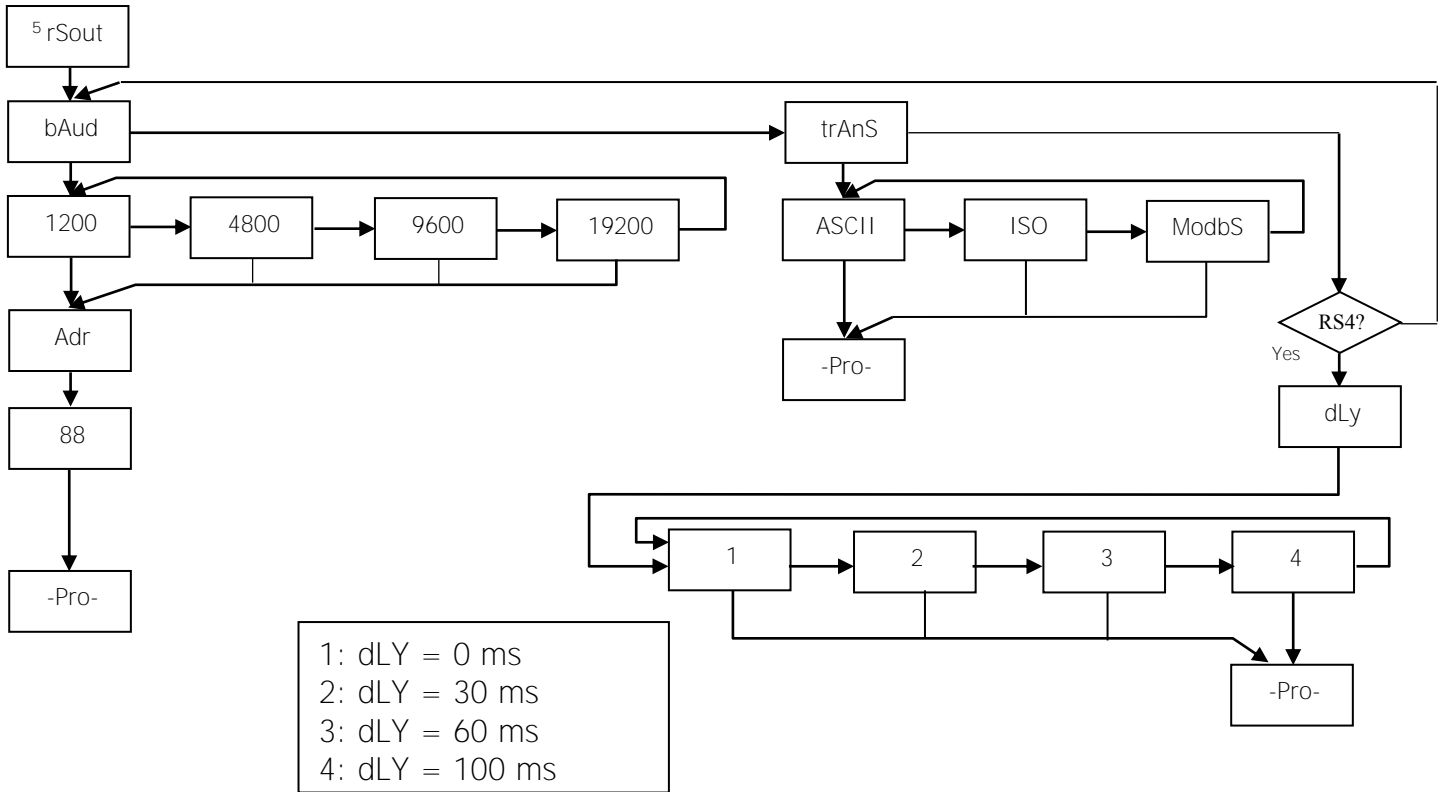 5 rSout
bAud
trAnS
1200
4800
9600
19200
ASCII
ISO
ModbS
Adr
RS4?
Yes
-Pro-
dLy
88
1
2
3
4
-Pro-
1: dLY = 0 ms
2: dLY = 30 ms
3: dLY = 60 ms
4: dLY = 100 ms
-Pro-